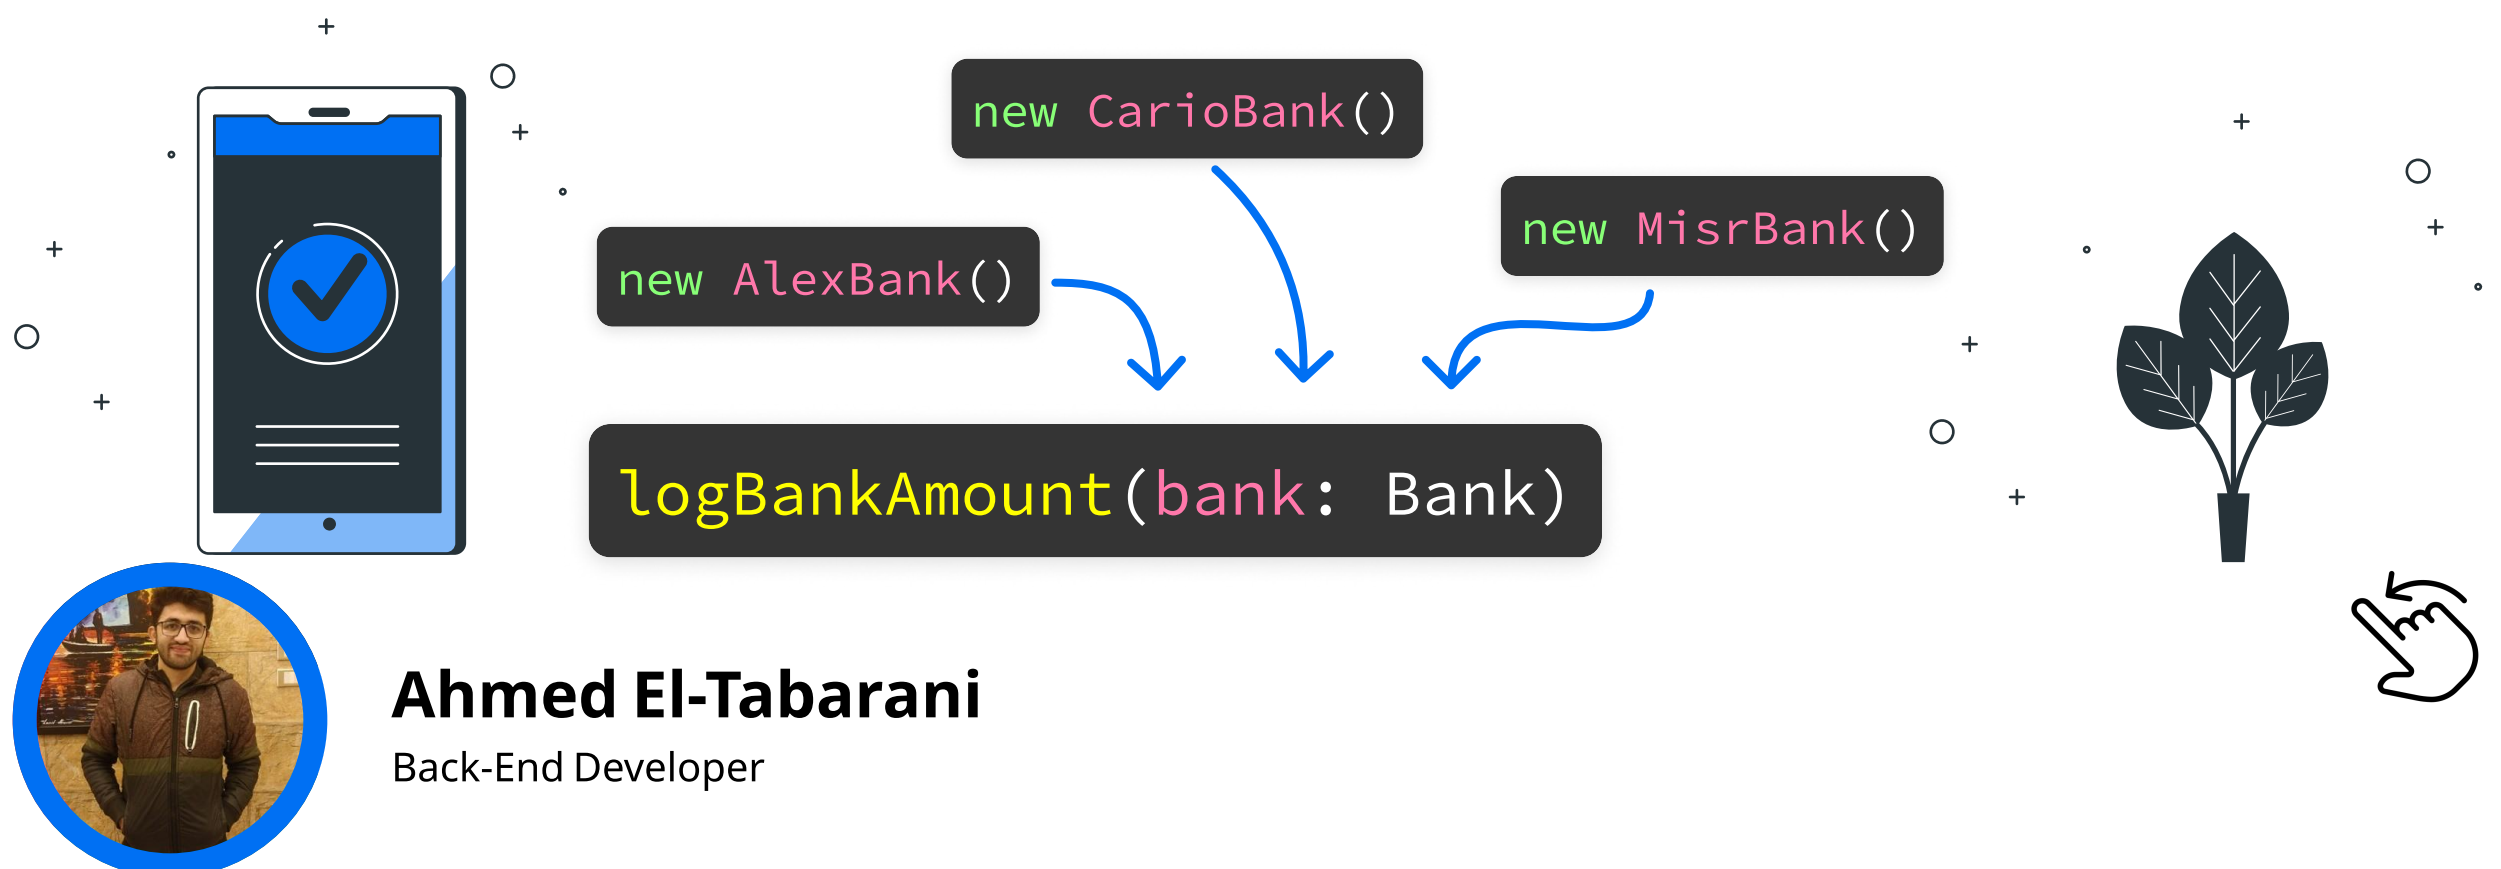 new CarioBank()
new MisrBank()
new AlexBank()
logBankAmount(bank: Bank)
Ahmed El-Tabarani
Back-End Developer